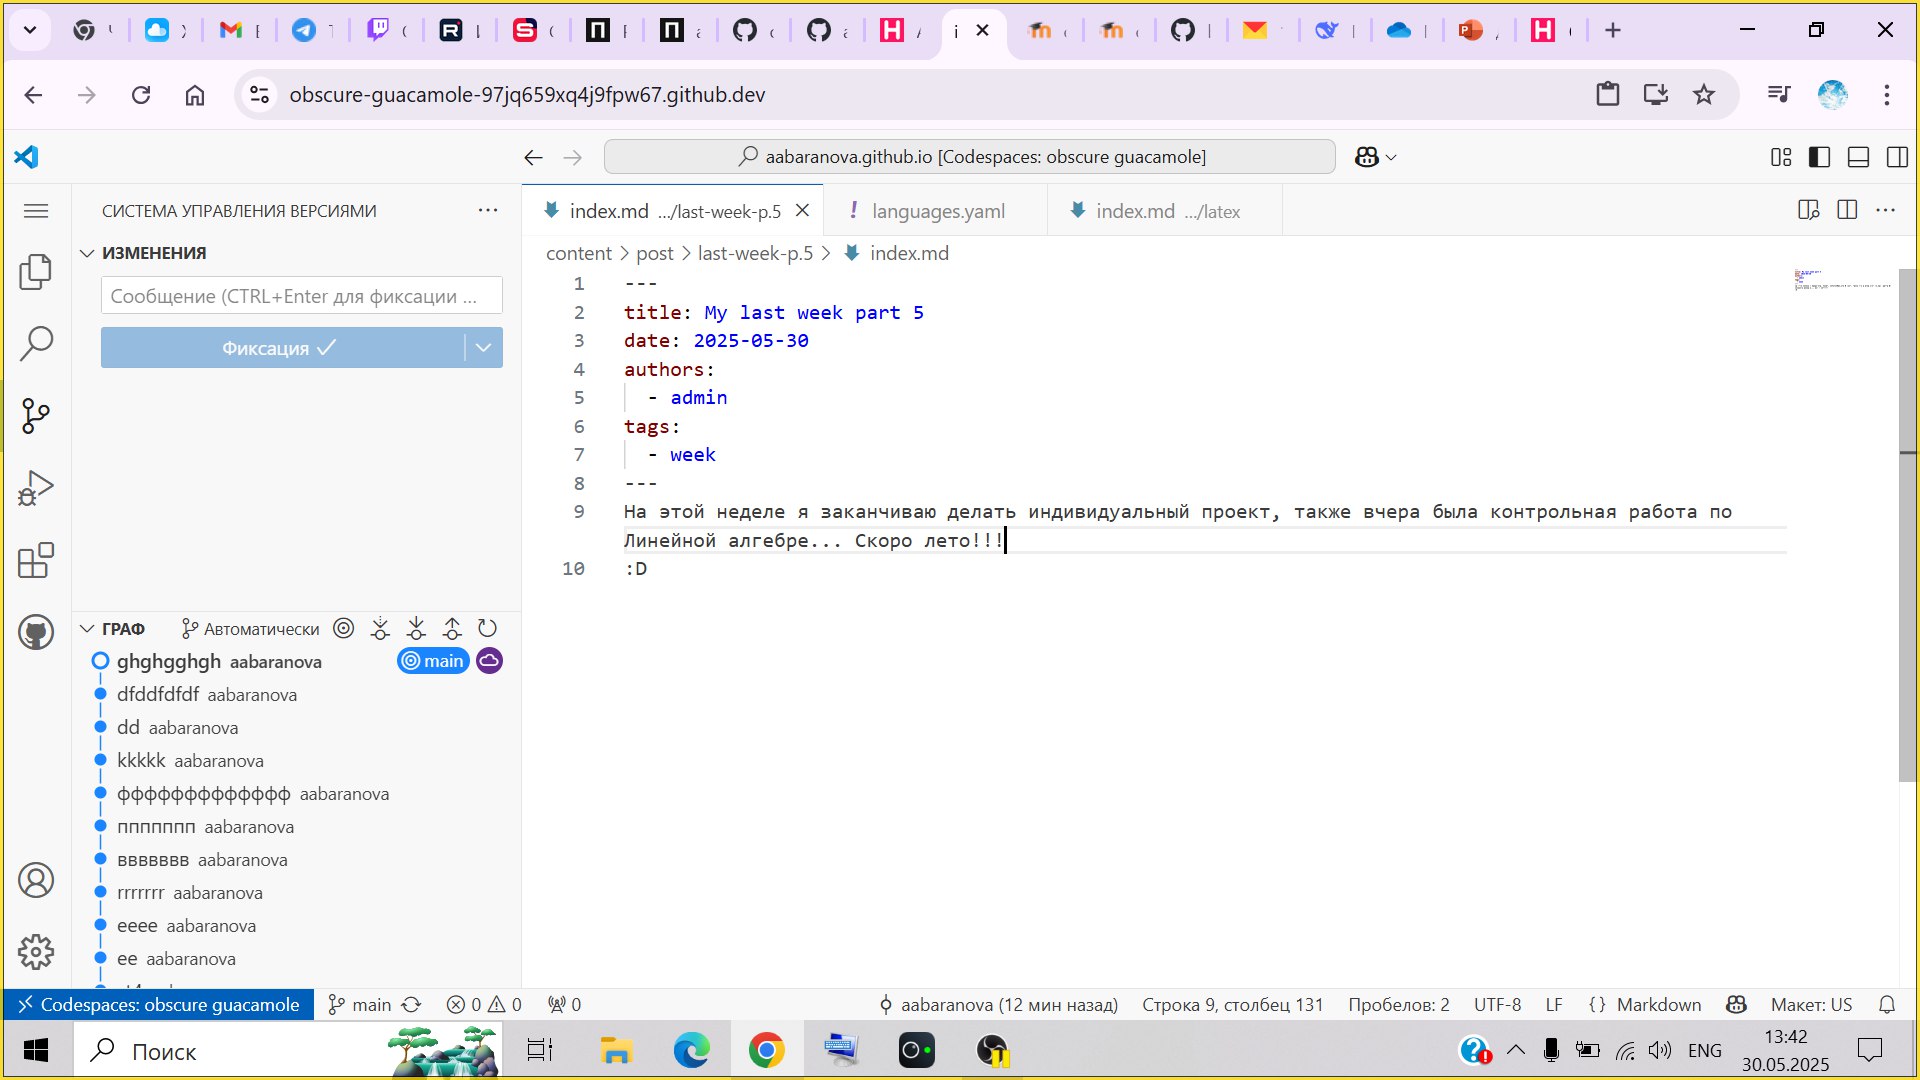 obscure-guacamole-97jq659xq4j9fpw67.github.dev
aabaranova.github.io [Codespaces: obscure guacamole]
СИСТЕМА УПРАВЛЕНИЯ ВЕРСИЯМИ
index.md .../last-week-p.5
languages.yaml
index.md .../latex
ИЗМЕНЕНИЯ
content > post > last-week-p.5 > index.md
Сообщение (CTRL+Enter для фиксации ...
Фиксация
1 ---
2 title: My last week part 5
3 date: 2025-05-30
4 authors:
5 - admin
6 tags:
7 - week
8 ---
9 На этой неделе я заканчиваю делать индивидуальный проект, также вчера была контрольная работа по
Линейной алгебре... Скоро лето!!!
10 :D
ГРАФ Автоматически
ghghgghgh aabaranova main
dfddfdfdf aabaranova
dd aabaranova
kkkkk aabaranova
ффффффффффффф aabaranova
ппппппп aabaranova
ввввввв aabaranova
rrrrrrr aabaranova
eeee aabaranova
ee aabaranova
Codespaces: obscure guacamole main 0 0 0 aabaranova (12 мин назад) Строка 9, столбец 131 Пробелов: 2 UTF-8 LF {} Markdown Макет: US
Поиск
ENG
13:42
30.05.2025